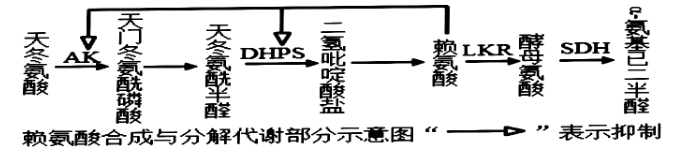 天冬氨酸 AK 天门冬氨酰磷酸 天冬氨酰半醛 DHPS 二氢吡啶酸盐 赖氨酸 LKR 酵母氨酸 SDH ε-氨基已二半醛
赖氨酸合成与分解代谢部分示意图“——▷”表示抑制